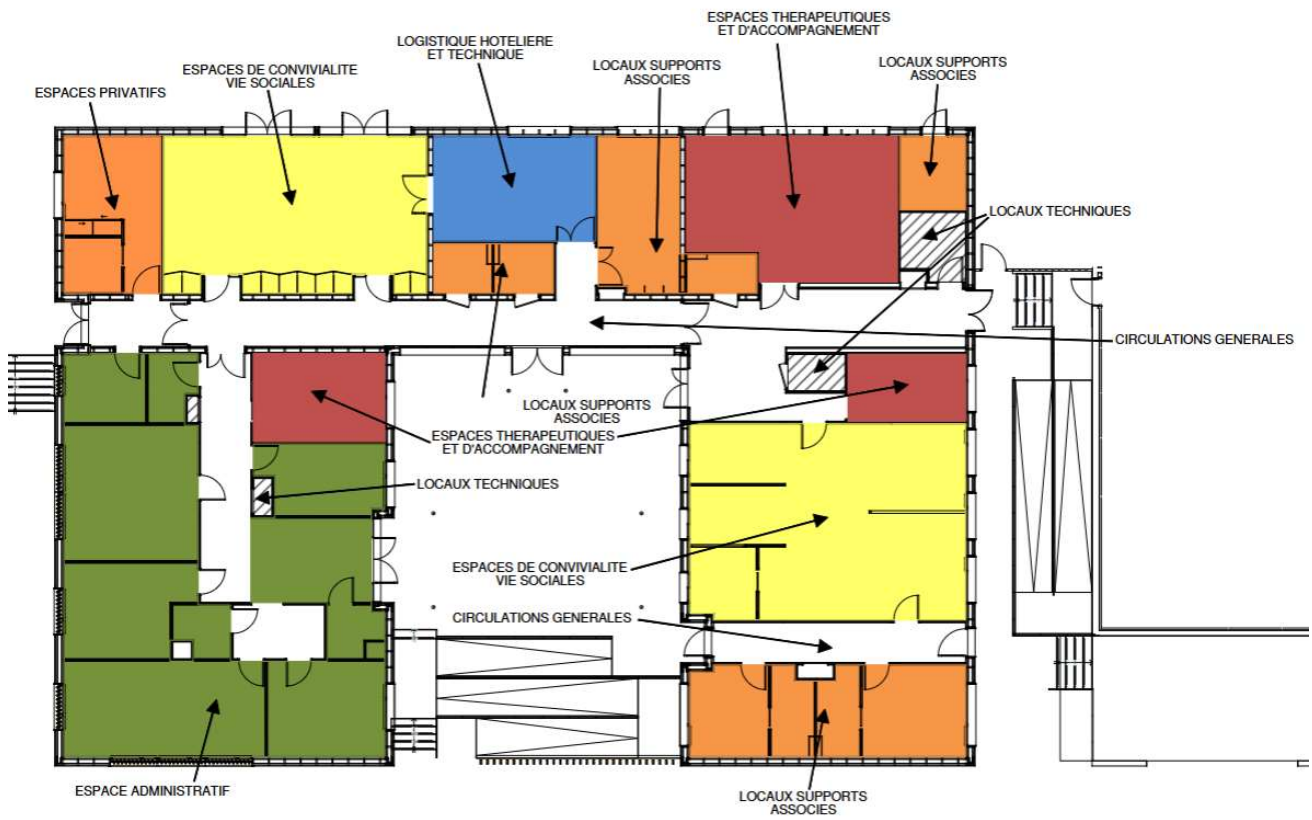 ESPACES THERAPEUTIQUES
ET D'ACCOMPAGNEMENT
LOGISTIQUE HOTELIERE
ET TECHNIQUE
LOCAUX SUPPORTS
ASSOCIES
LOCAUX SUPPORTS
ASSOCIES
ESPACES DE CONVIVIALITE
VIE SOCIALES
ESPACES PRIVATIFS
LOCAUX TECHNIQUES
CIRCULATIONS GENERALES
LOCAUX SUPPORTS
ASSOCIES
ESPACES THERAPEUTIQUES
ET D'ACCOMPAGNEMENT
LOCAUX TECHNIQUES
ESPACES DE CONVIVIALITE
VIE SOCIALES
CIRCULATIONS GENERALES
ESPACE ADMINISTRATIF
LOCAUX SUPPORTS
ASSOCIES